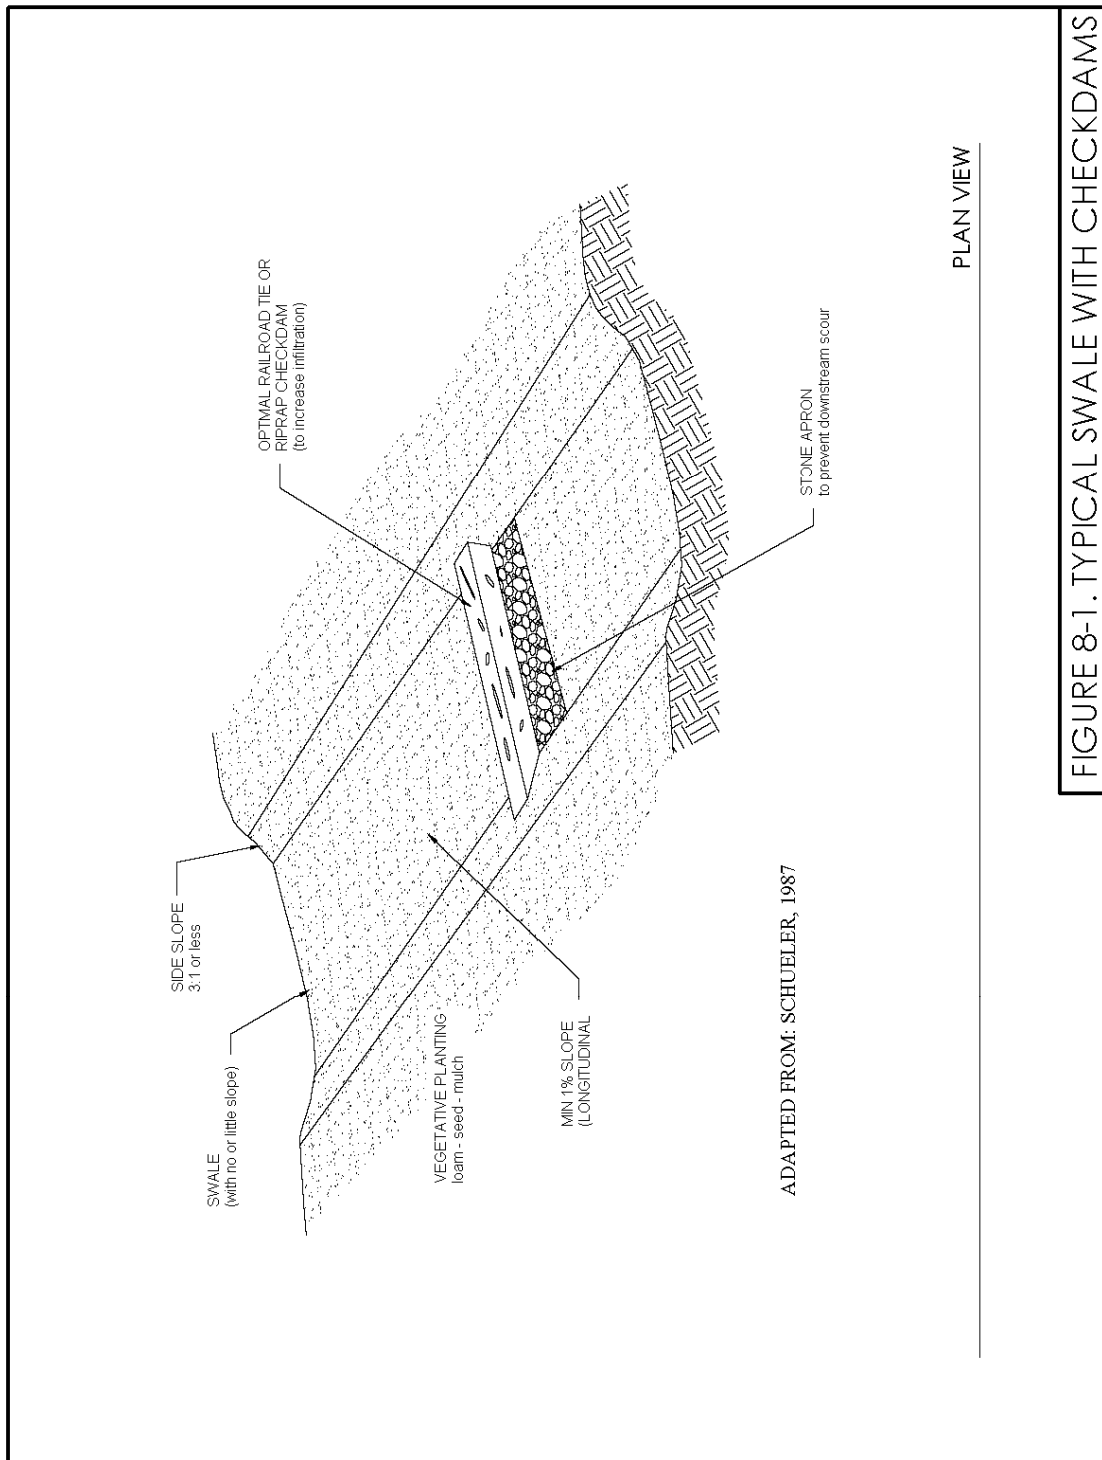 SWALE
(with no or little slope)
SIDE SLOPE
3:1 or less
OPTMAL RAILROAD TIE OR
RIPRAP CHECKDAM
(to increase infiltration)
VEGETATIVE PLANTING
loam - seed - mulch
MIN 1% SLOPE
(LONGITUDINAL
STONE APRON
to prevent downstream scour
ADAPTED FROM: SCHUELER, 1987
PLAN VIEW
FIGURE 8-1. TYPICAL SWALE WITH CHECKDAMS